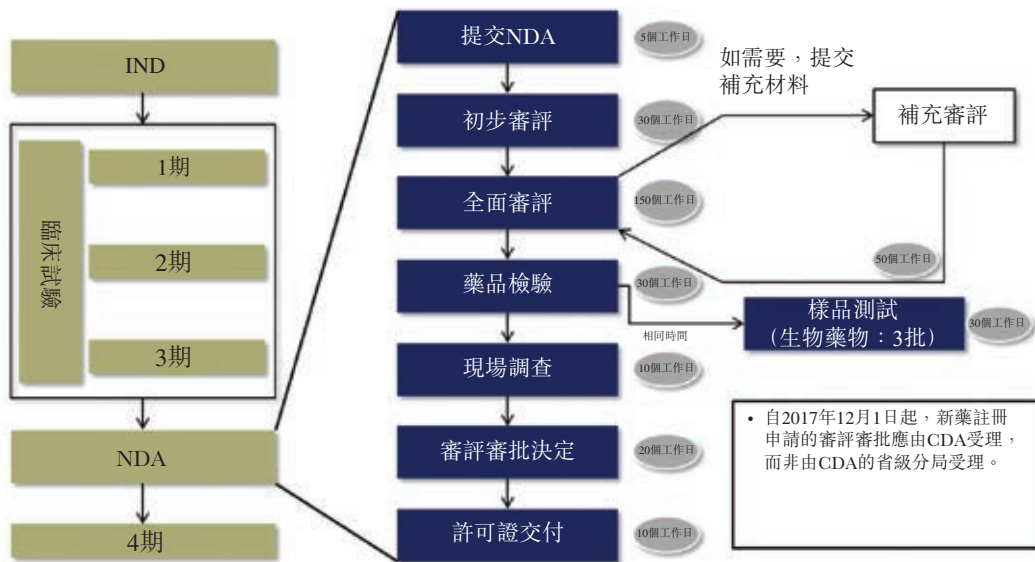 IND
臨床試驗
1期
2期
3期
NDA
4期
提交NDA
5個工作日
初步審評
30個工作日
全面審評
150個工作日
藥品檢驗
30個工作日
現場調查
10個工作日
審評審批決定
20個工作日
許可證交付
10個工作日
如需要，提交
補充材料
補充審評
50個工作日
相同時間
樣品測試
(生物藥物：3批)
30個工作日
• 自2017年12月1日起，新藥註冊
申請的審評審批應由CDA受理，
而非由CDA的省級分局受理。